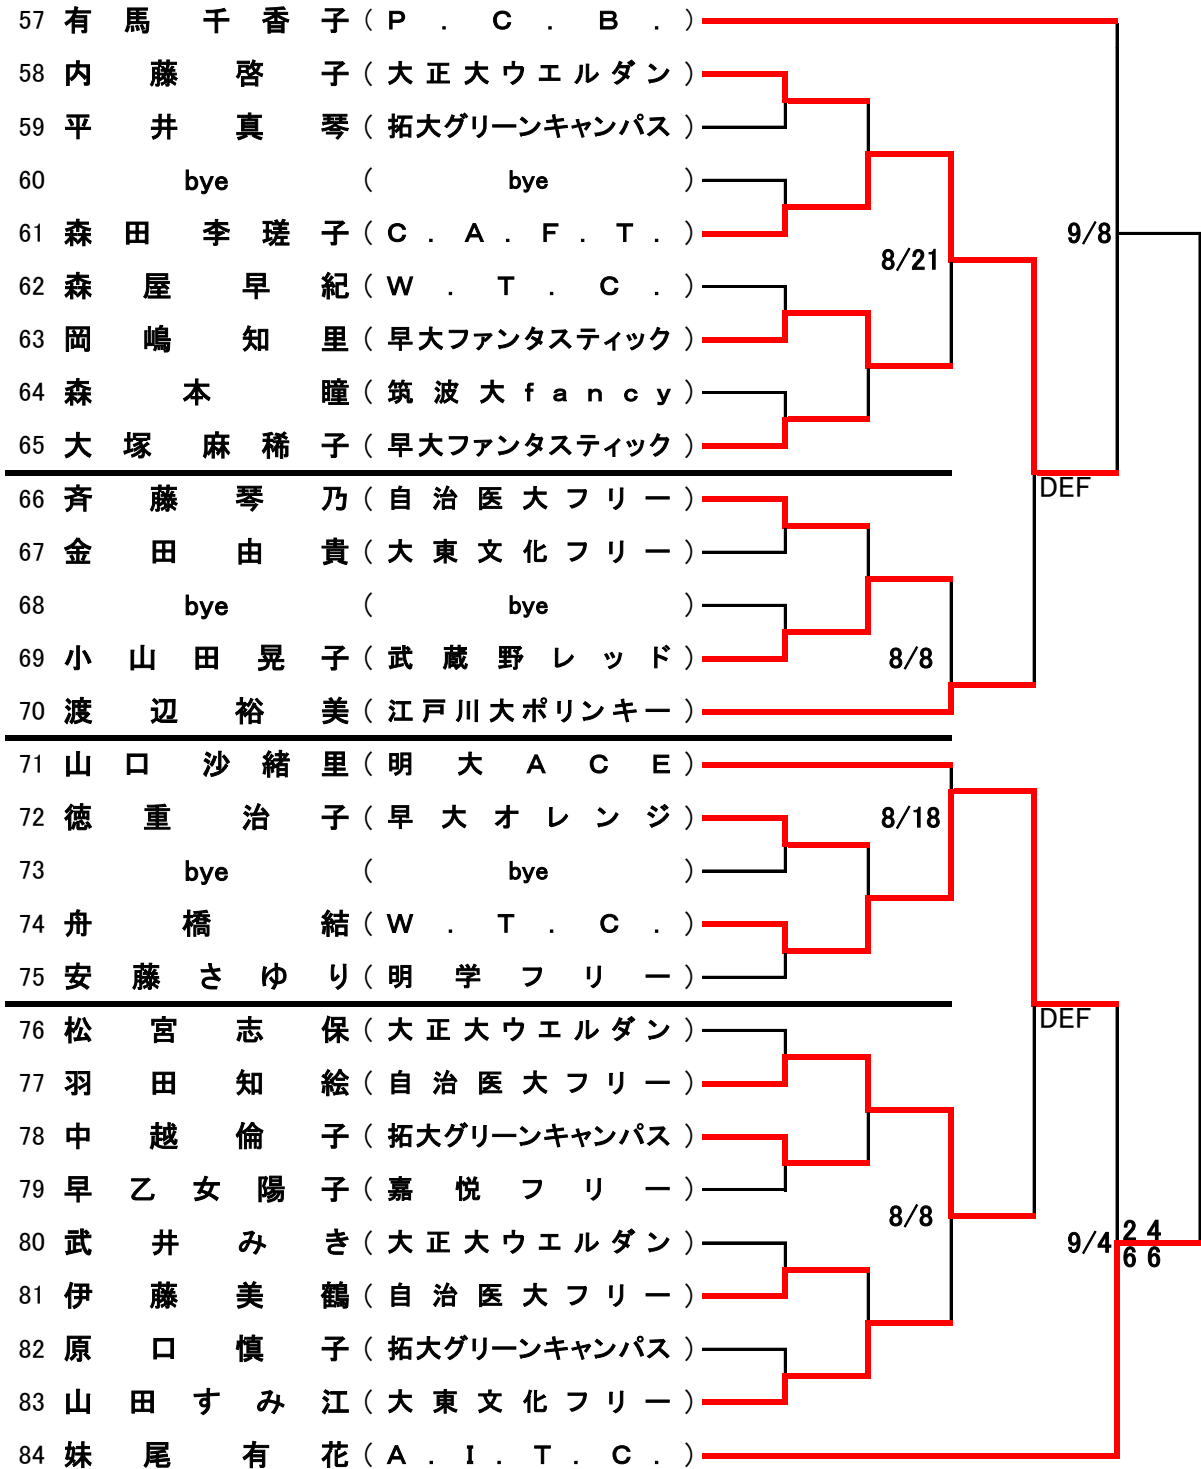 57 有馬千香子 ( P . C . B . )
58 内藤啓子 ( 大正大ウエルダン )
59 平井真琴 ( 拓大グリーンキャンパス )
60 bye ( bye )
61 森田李瑳子 ( C . A . F . T . )
9/8
8/21
62 森屋早紀 ( W . T . C . )
63 岡嶋知里 ( 早大ファンタスティック )
64 森本瞳 ( 筑波大fancy )
65 大塚麻稀子 ( 早大ファンタスティック )
DEF
66 斉藤琴乃 ( 自治医大フリー )
67 金田由貴 ( 大東文化フリー )
68 bye ( bye )
69 小山田晃子 ( 武蔵野レッド )
8/8
70 渡辺裕美 ( 江戸川大ポリンキー )
71 山口沙緒里 ( 明大ACE )
72 徳重治子 ( 早大オレンジ )
8/18
73 bye ( bye )
74 舟橋結 ( W . T . C . )
75 安藤さゆり ( 明学フリー )
DEF
76 松宮志保 ( 大正大ウエルダン )
77 羽田知絵 ( 自治医大フリー )
78 中越倫子 ( 拓大グリーンキャンパス )
79 早乙女陽子 ( 嘉悦フリー )
8/8
80 武井みき ( 大正大ウエルダン )
9/4
2 4
6 6
81 伊藤美鶴 ( 自治医大フリー )
82 原口慎子 ( 拓大グリーンキャンパス )
83 山田すみ江 ( 大東文化フリー )
84 妹尾有花 ( A . I . T . C . )